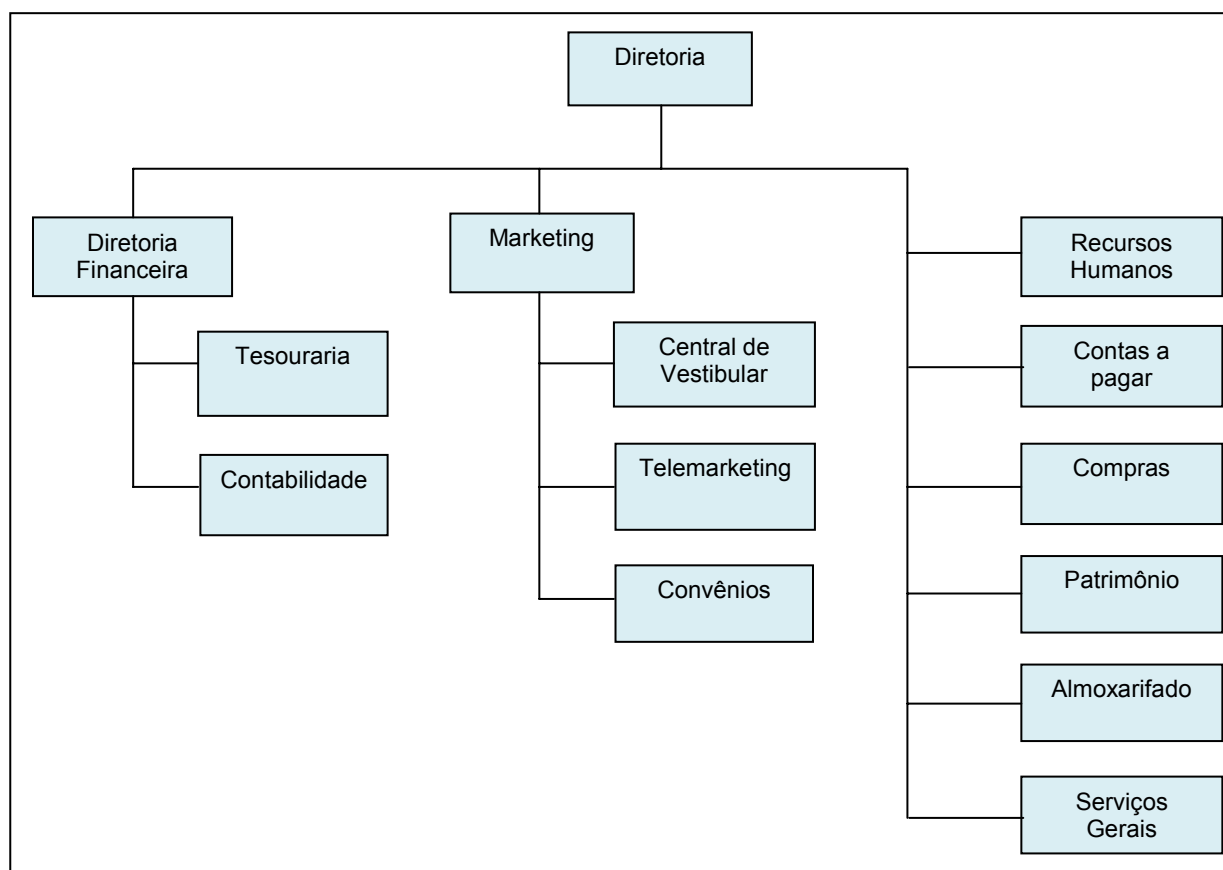 Diretoria
Diretoria
Financeira
Tesouraria
Contabilidade
Marketing
Central de
Vestibular
Telemarketing
Convênios
Recursos
Humanos
Contas a
pagar
Compras
Patrimônio
Almoxarifado
Serviços
Gerais